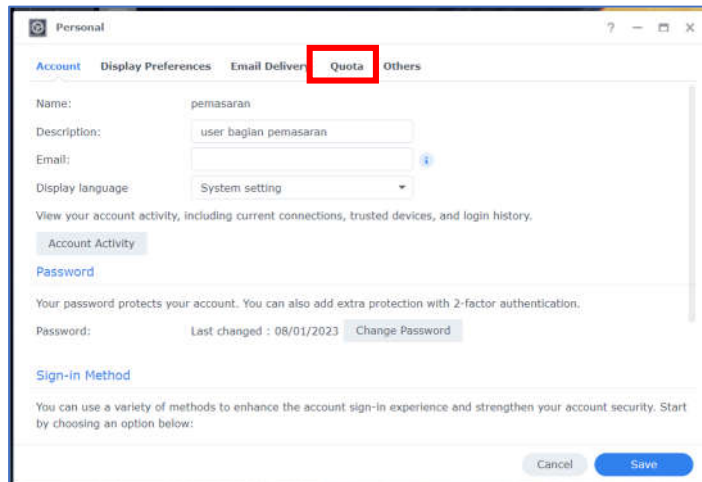 Personal
Account Display Preferences Email Delivery Quota Others
Name: pemasaran
Description: user bagian pemasaran
Email:
Display language System setting
View your account activity, including current connections, trusted devices, and login history.
Account Activity
Password
Your password protects your account. You can also add extra protection with 2-factor authentication.
Password: Last changed : 08/01/2023 Change Password
Sign-in Method
You can use a variety of methods to enhance the account sign-in experience and strengthen your account security. Start
by choosing an option below:
Cancel Save